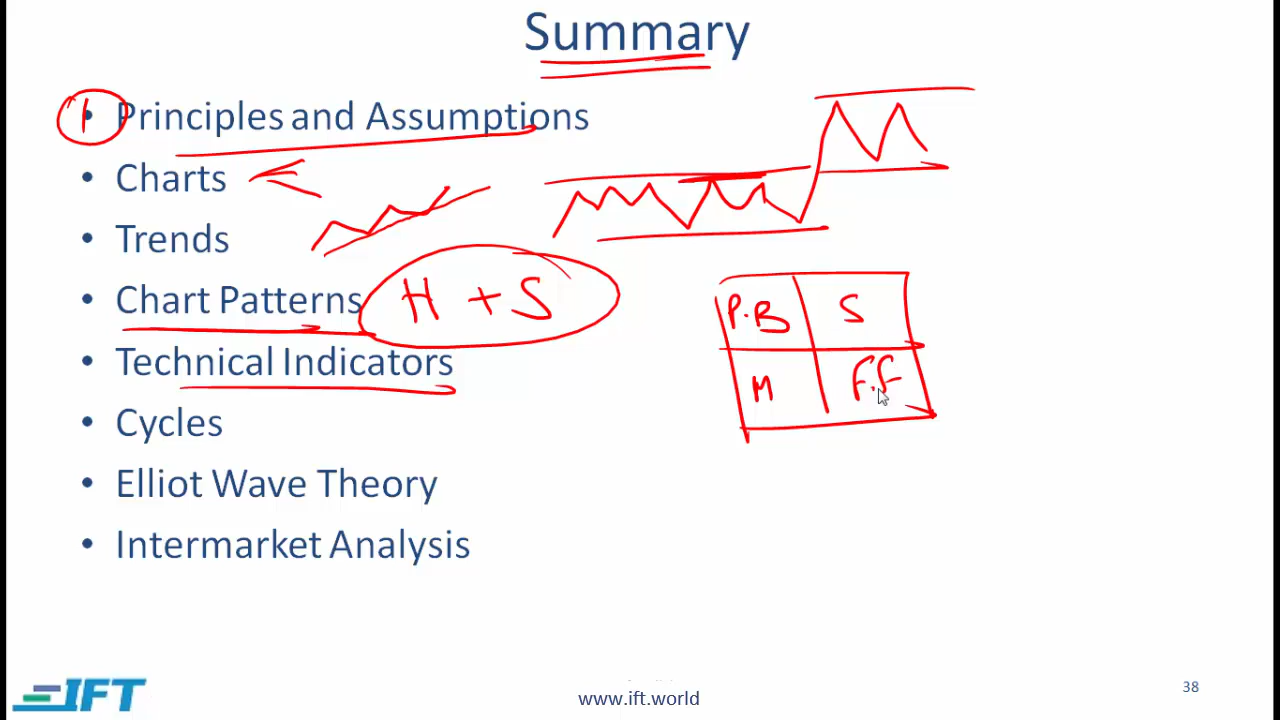 Summary
1 Principles and Assumptions
• Charts
• Trends
• Chart Patterns H + S
• Technical Indicators
• Cycles
• Elliot Wave Theory
• Intermarket Analysis
P.B S
M F.F
IFT
www.ift.world
38